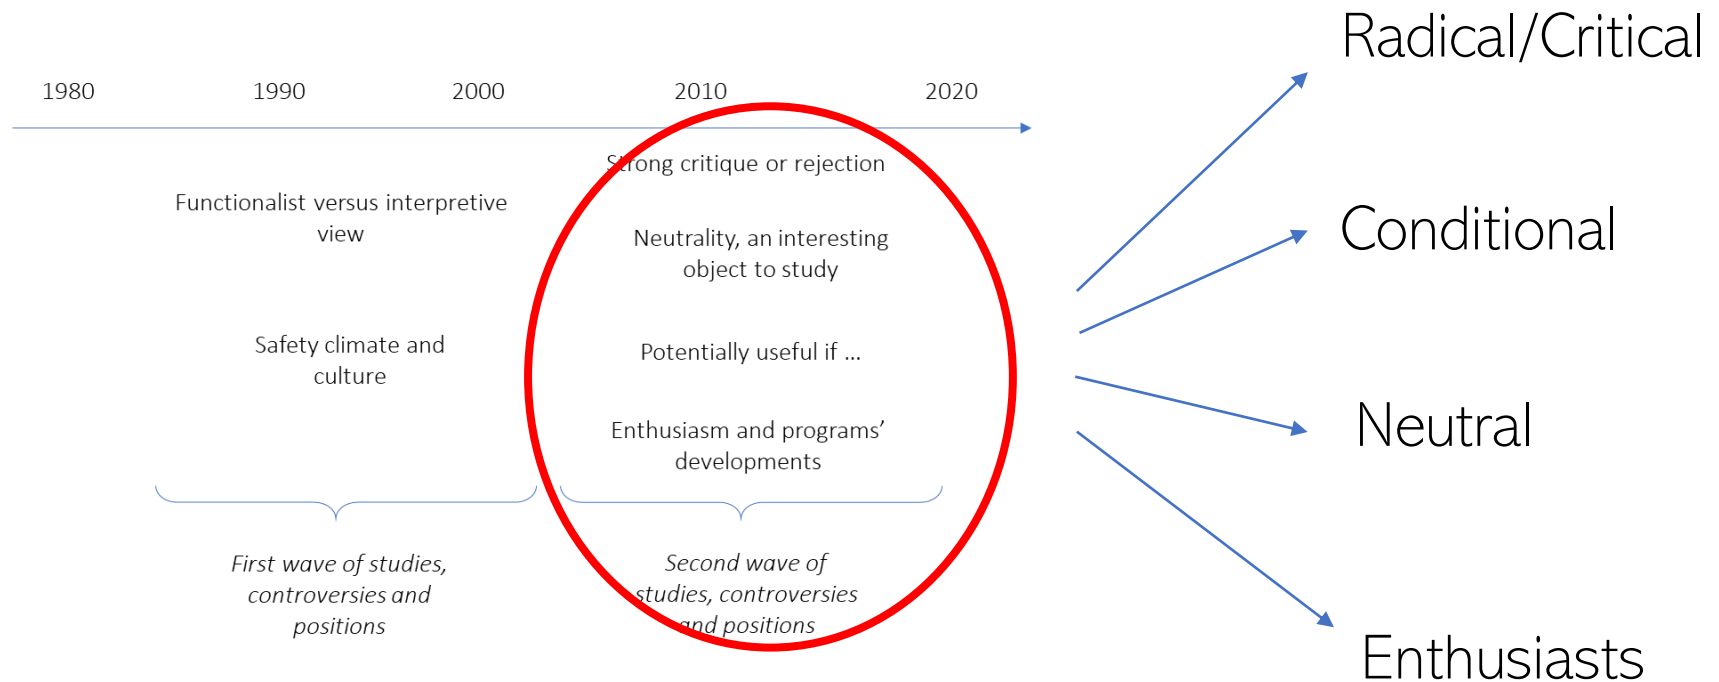 1980 1990 2000 2010 2020
Functionalist versus interpretive
view
Safety climate and
culture
First wave of studies,
controversies and
positions
Strong critique or rejection
Neutrality, an interesting
object to study
Potentially useful if ...
Enthusiasm and programs’
developments
Second wave of
studies, controversies
and positions
Radical/Critical
Conditional
Neutral
Enthusiasts